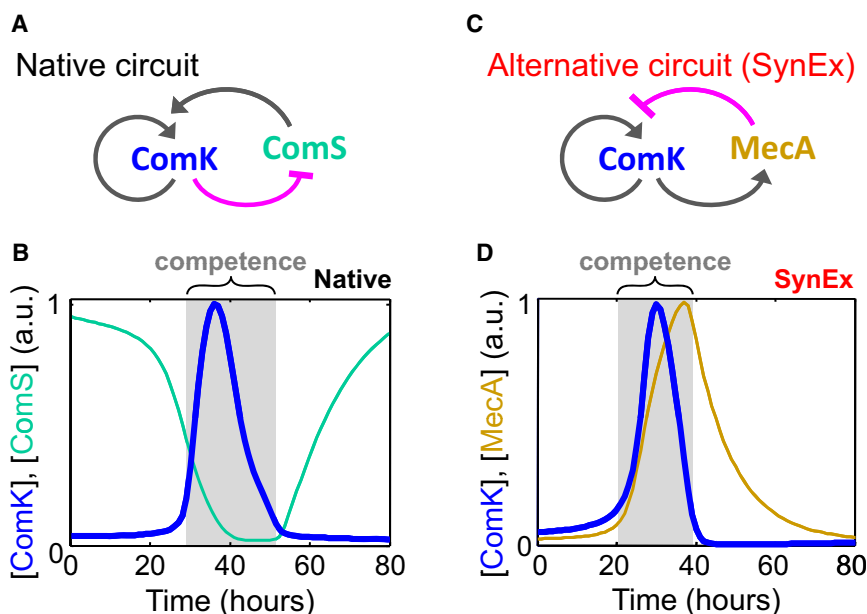 A
Native circuit
ComK
ComS
B
competence
Native
[ComK], [ComS] (a.u.)
1
0
0 20 40 60 80
Time (hours)
C
Alternative circuit (SynEx)
ComK
MecA
D
competence
SynEx
[ComK], [MecA] (a.u.)
1
0
0 20 40 60 80
Time (hours)